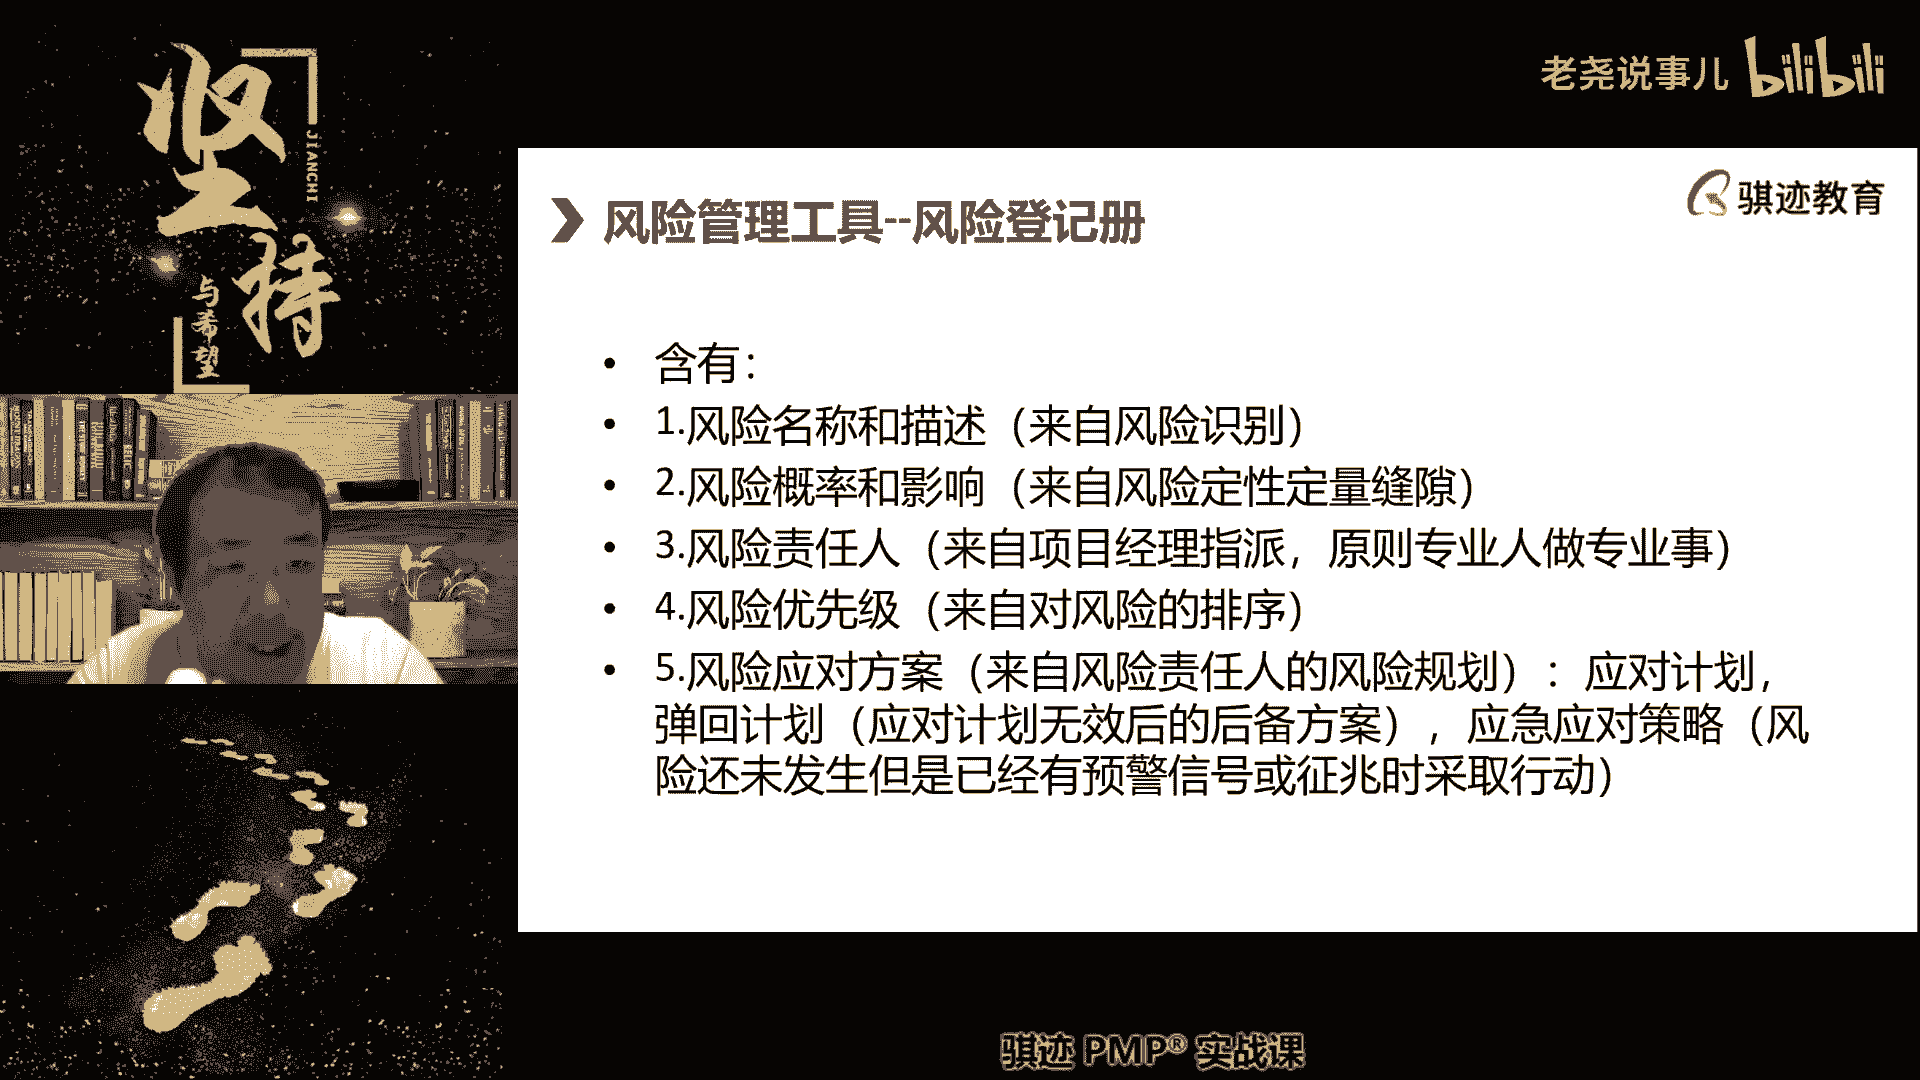 坚持
JIANCHI
与希望
老尧说事儿 bilibili
骐迹教育
风险管理工具--风险登记册
• 含有：
• 1.风险名称和描述（来自风险识别）
• 2.风险概率和影响（来自风险定性定量缝隙）
• 3.风险责任人（来自项目经理指派，原则专业人做专业事）
• 4.风险优先级（来自对风险的排序）
• 5.风险应对方案（来自风险责任人的风险规划）：应对计划，
弹回计划（应对计划无效后的后备方案），应急应对策略（风
险还未发生但是已经有预警信号或征兆时采取行动）
骐迹 PMP® 实战课